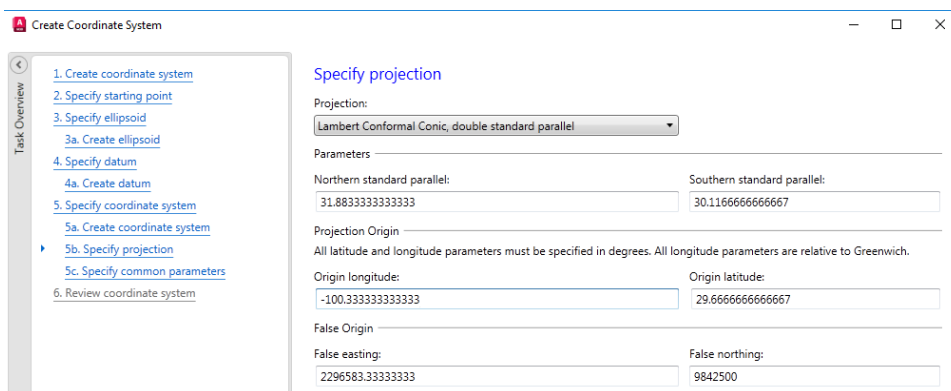 Create Coordinate System
Task Overview
1. Create coordinate system
2. Specify starting point
3. Specify ellipsoid
3a. Create ellipsoid
4. Specify datum
4a. Create datum
5. Specify coordinate system
5a. Create coordinate system
5b. Specify projection
5c. Specify common parameters
6. Review coordinate system
Specify projection
Projection:
Lambert Conformal Conic, double standard parallel
Parameters
Northern standard parallel: Southern standard parallel:
31.8833333333333 30.1166666666667
Projection Origin
All latitude and longitude parameters must be specified in degrees. All longitude parameters are relative to Greenwich.
Origin longitude: Origin latitude:
-100.333333333333 29.6666666666667
False Origin
False easting: False northing:
2296583.33333333 9842500